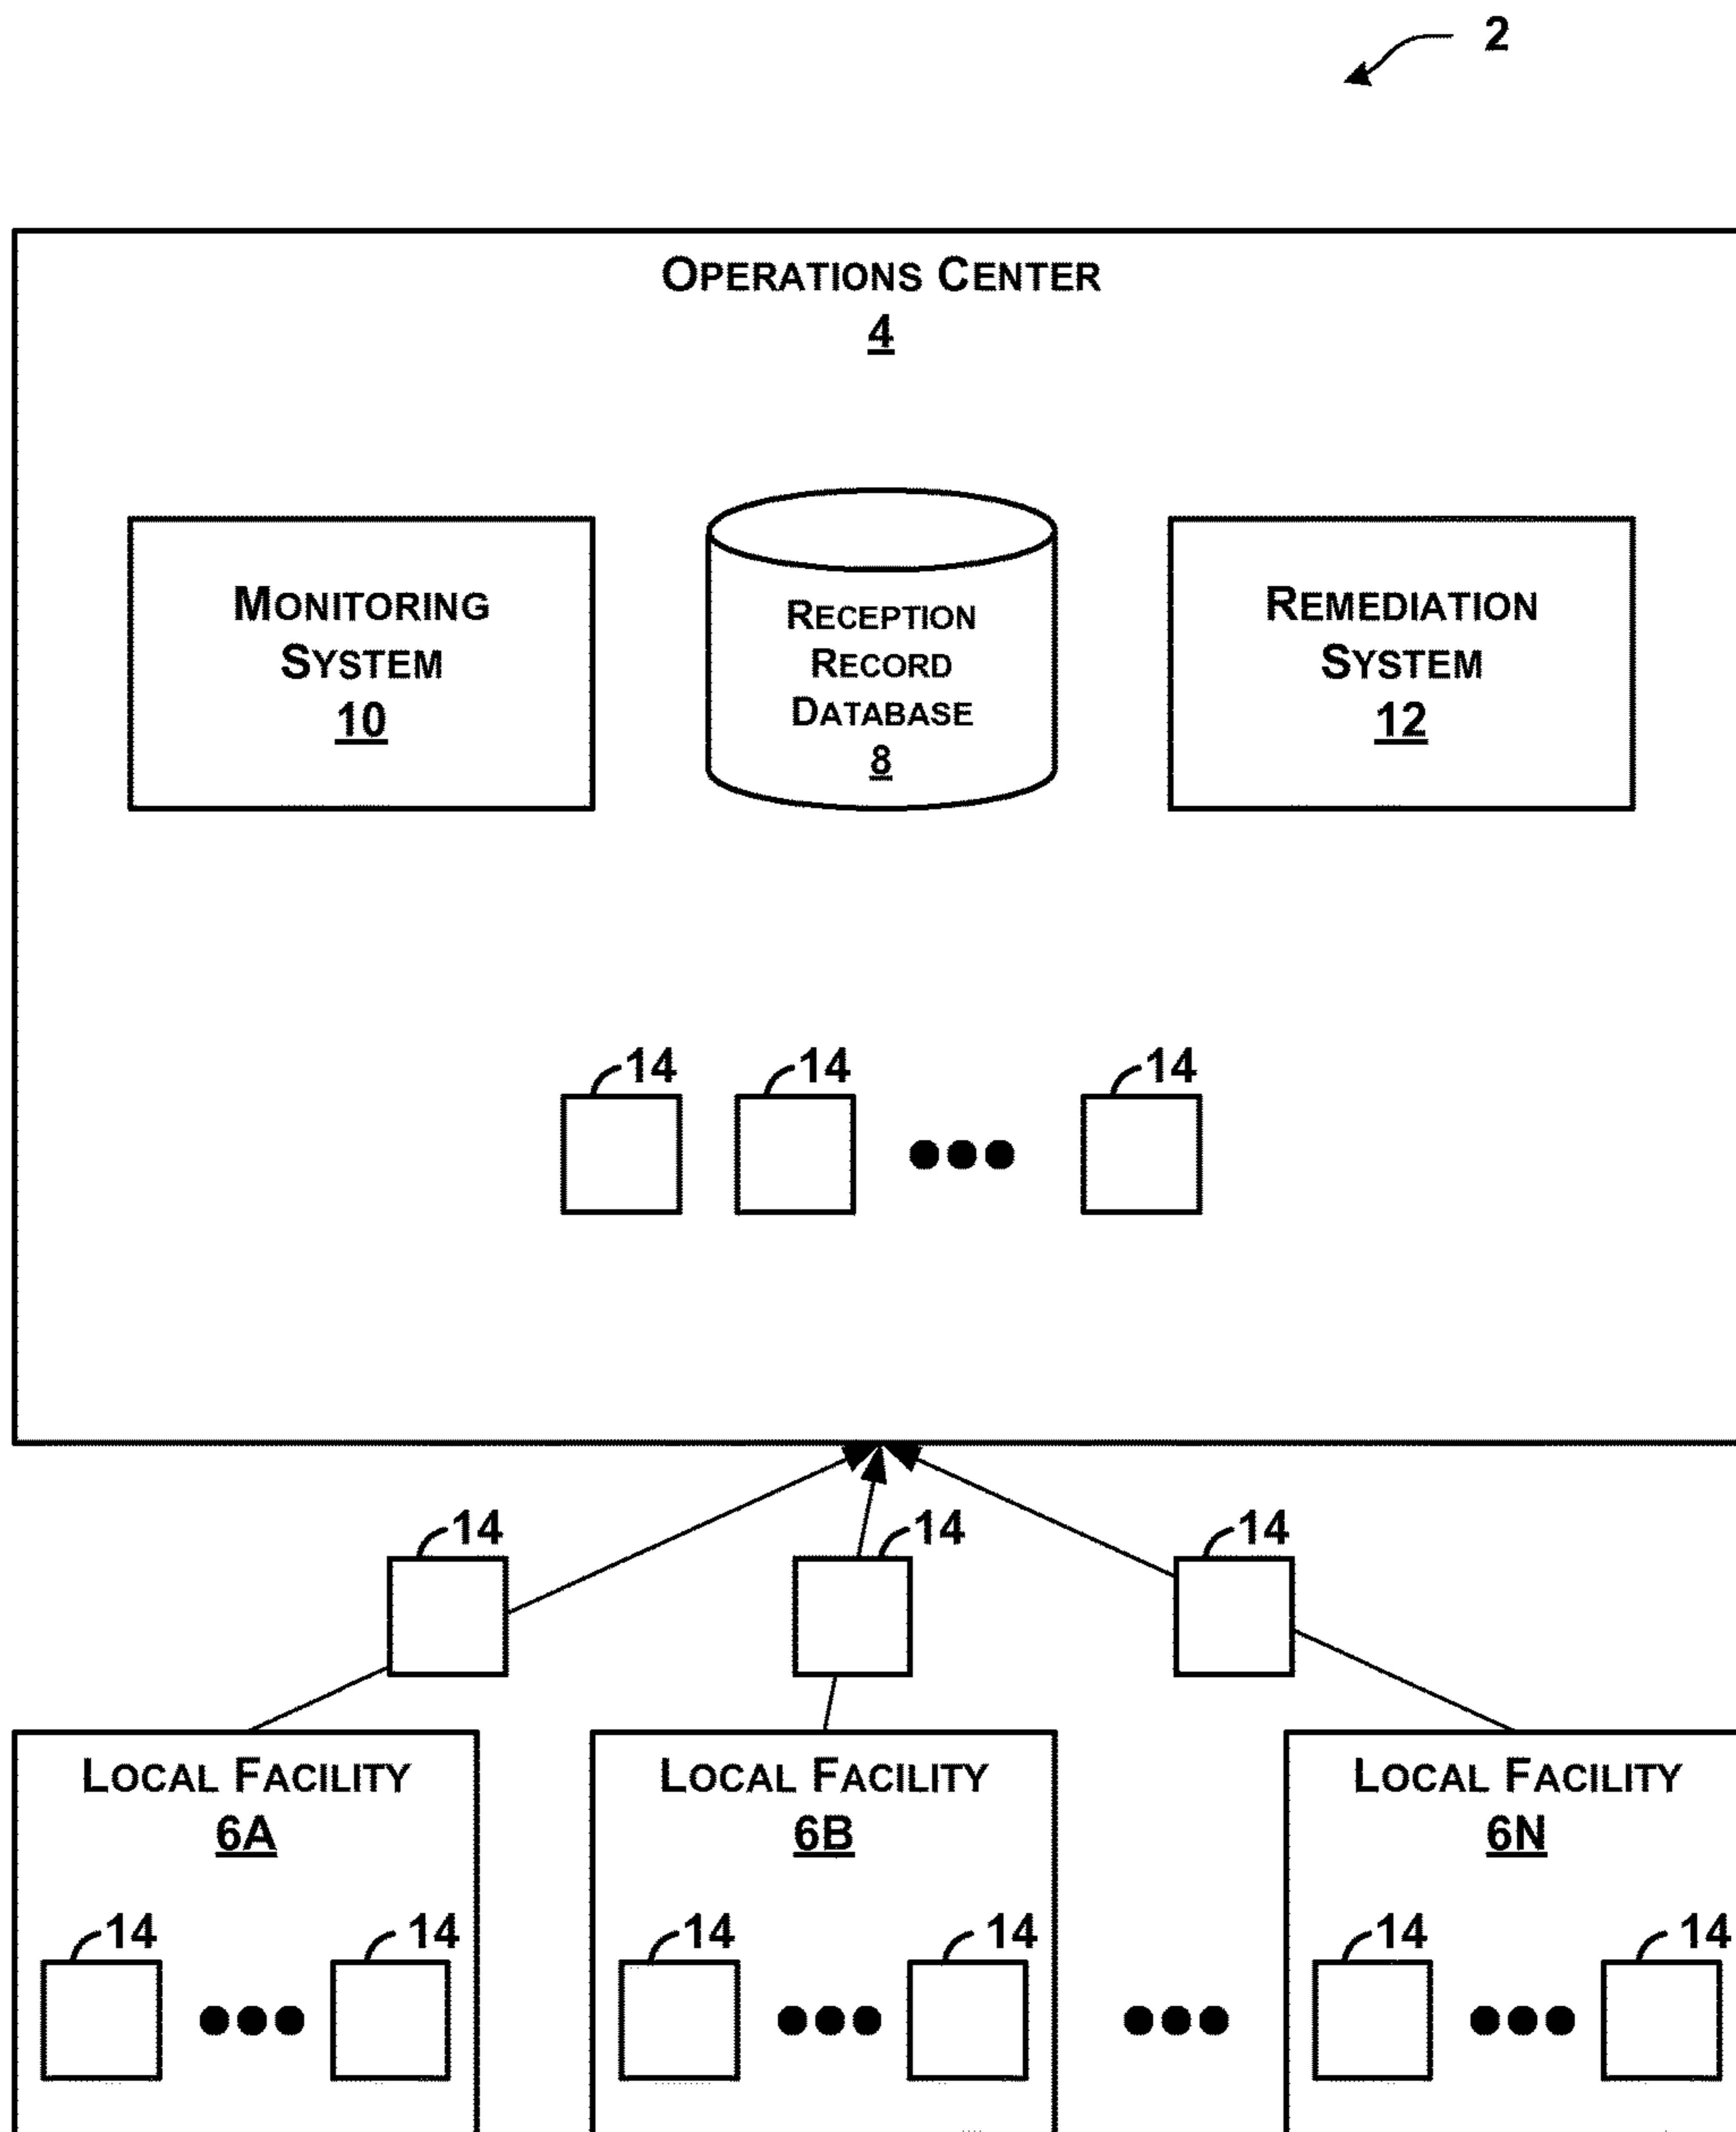 2
OPERATIONS CENTER
4
MONITORING
SYSTEM
10
RECEPTION
RECORD
DATABASE
8
REMEDIATION
SYSTEM
12
14 14 14
14 14 14
LOCAL FACILITY
6A
LOCAL FACILITY
6B
LOCAL FACILITY
6N
14 14 14 14 14 14